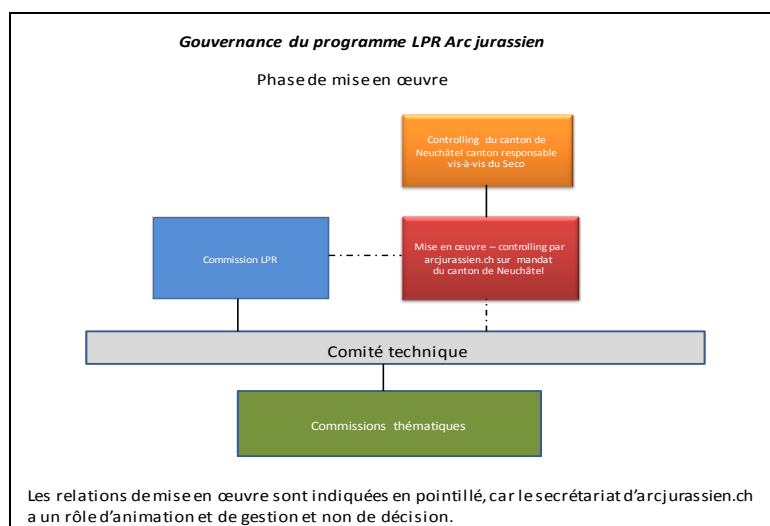 Gouvernance du programme LPR Arc jurassien
Phase de mise en œuvre
Controlling du canton de
Neuchâtel canton responsable
vis-à-vis du Seco
Commission LPR
Mise en œuvre – controlling par
arcjurassien.ch sur mandat
du canton de Neuchâtel
Comité technique
Commissions thématiques
Les relations de mise en œuvre sont indiquées en pointillé, car le secrétariat d'arcjurassien.ch
a un rôle d'animation et de gestion et non de décision.